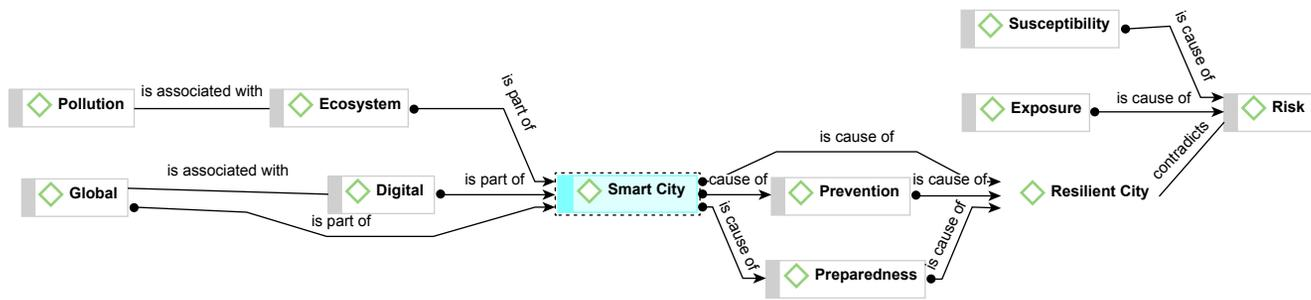 Susceptibility
is cause of
Pollution
is associated with
Ecosystem
is part of
Exposure
is cause of
Risk
contradicts
is cause of
Global
is associated with
Digital
is part of
Smart City
cause of
Prevention
is cause of
Resilient City
is part of
is cause of
Preparedness
is cause of